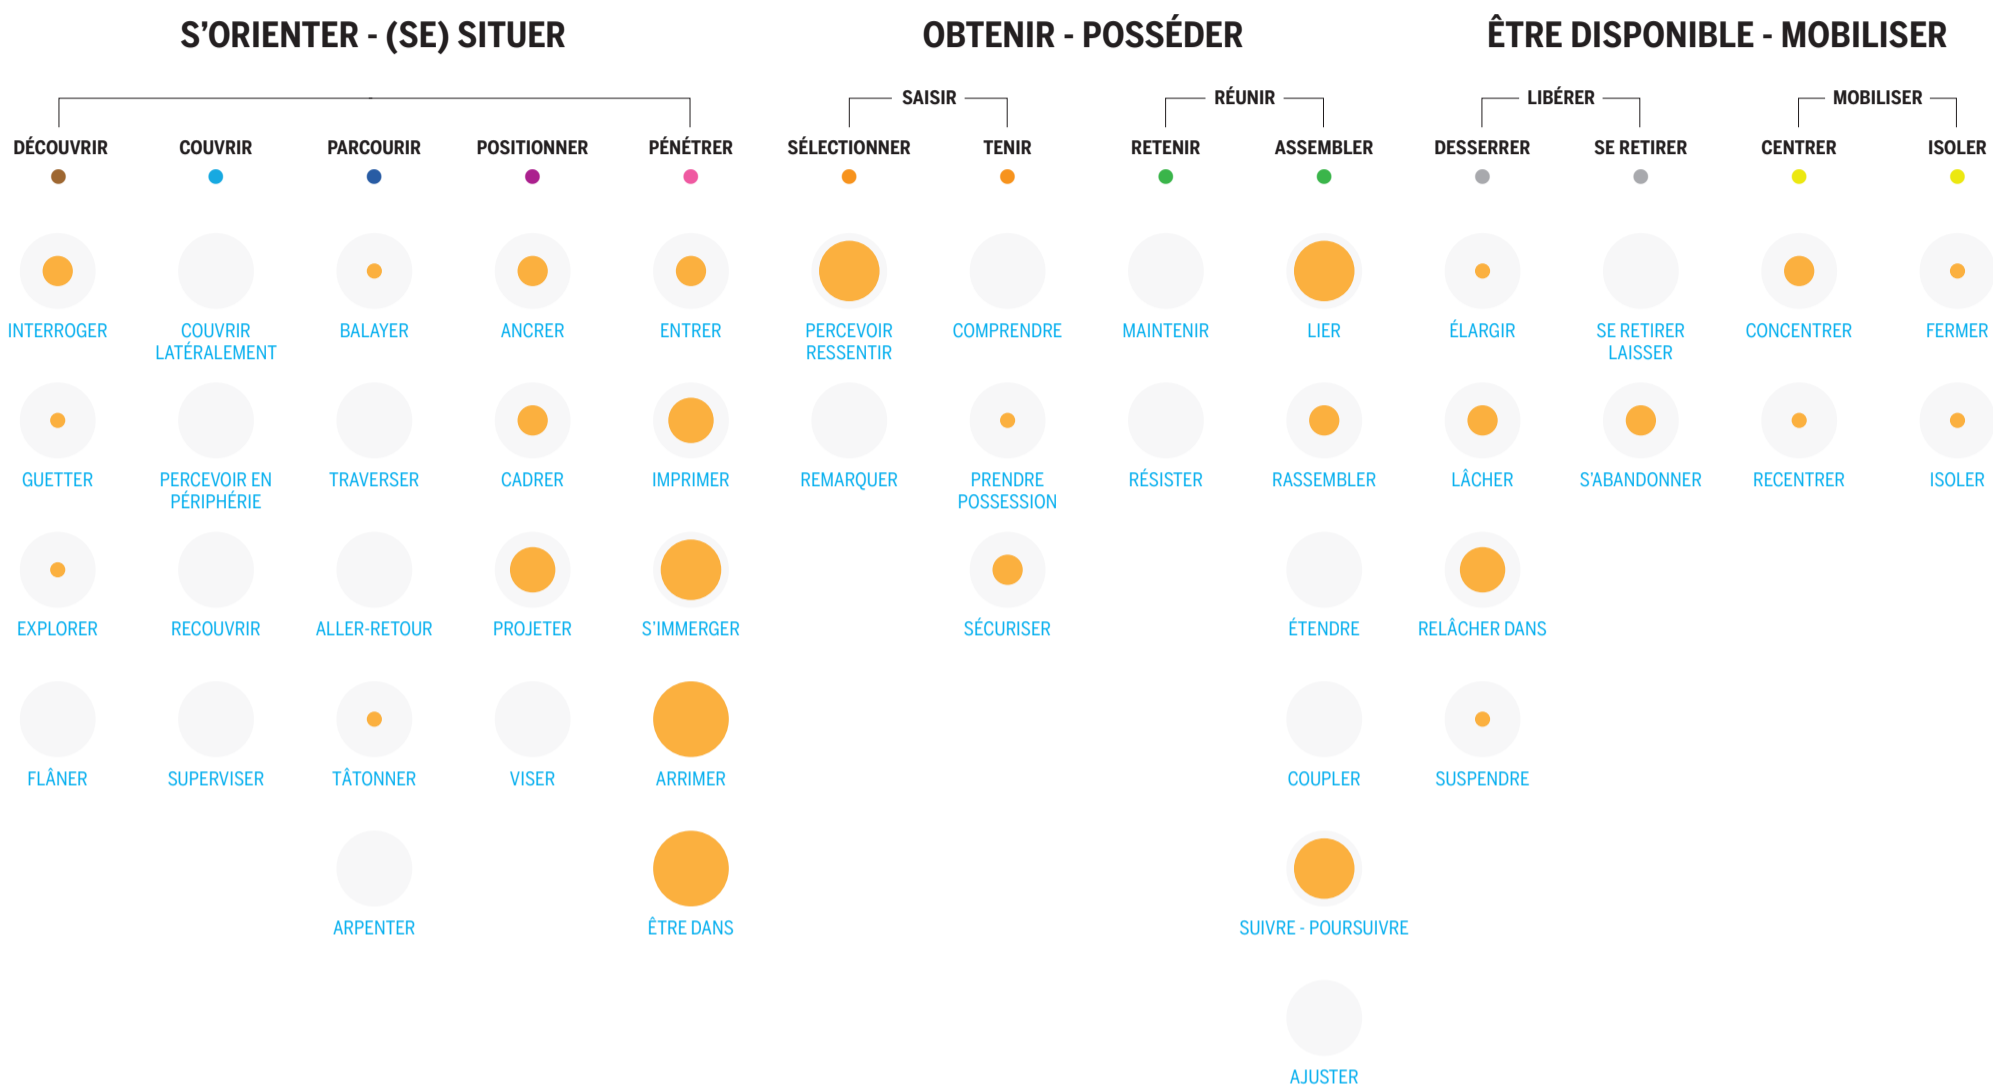 S’ORIENTER - (SE) SITUER
OBTENIR - POSSÉDER
ÊTRE DISPONIBLE - MOBILISER
SAISIR
RÉUNIR
LIBÉRER
MOBILISER
DÉCOUVRIR
COUVRIR
PARCOURIR
POSITIONNER
PÉNÉTRER
SÉLECTIONNER
TENIR
RETENIR
ASSEMBLER
DESSERRER
SE RETIRER
CENTRER
ISOLER
INTERROGER
COUVRIR
LATÉRALEMENT
BALAYER
ANCRER
ENTRER
PERCEVOIR
RESSENTIR
COMPRENDRE
MAINTENIR
LIER
ÉLARGIR
SE RETIRER
LAISSER
CONCENTRER
FERMER
GUETTER
PERCEVOIR EN
PÉRIPHÉRIE
TRAVERSER
CADRER
IMPRIMER
REMARQUER
PRENDRE
POSSESSION
RÉSISTER
RASSEMBLER
LÂCHER
S’ABANDONNER
RECENTRER
ISOLER
EXPLORER
RECOUVRIR
ALLER-RETOUR
PROJETER
S’IMMERGER
SÉCURISER
ÉTENDRE
RELÂCHER DANS
FLÂNER
SUPERVISER
TÂTONNER
VISER
ARRIMER
COUPLER
SUSPENDRE
ARPENTER
ÊTRE DANS
SUIVRE - POURSUIVRE
AJUSTER